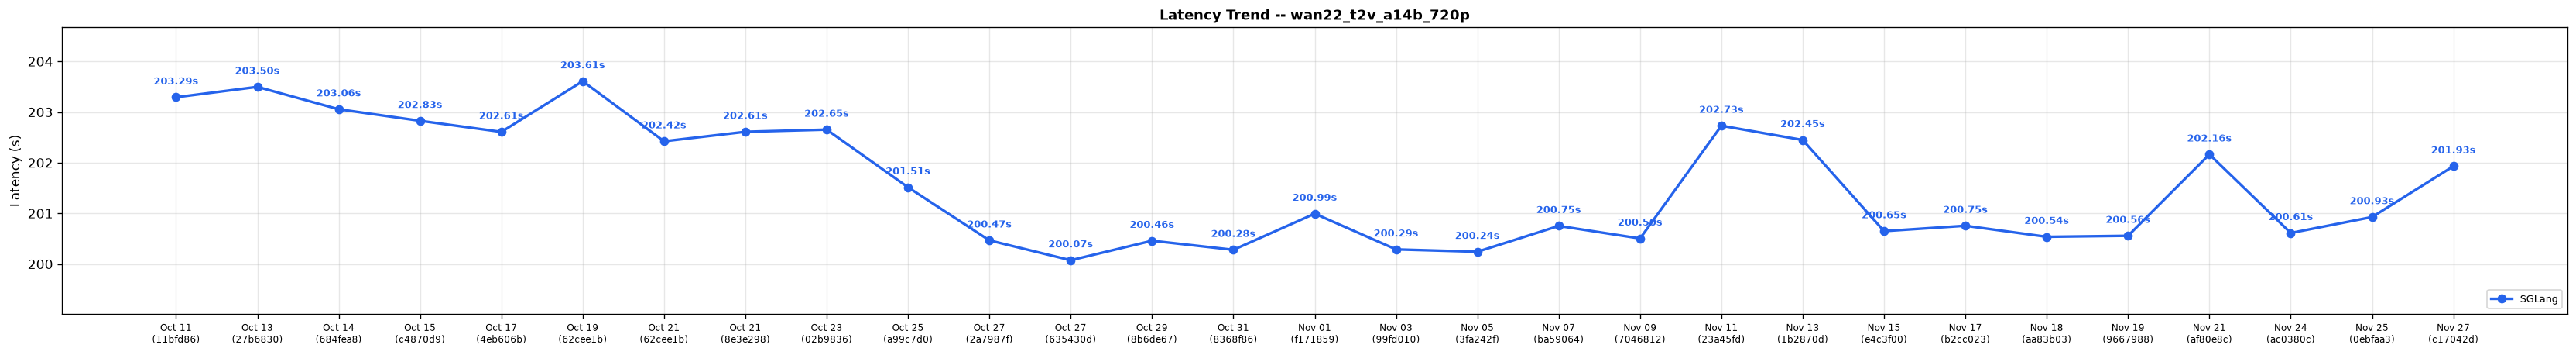 Latency Trend -- wan22_t2v_a14b_720p
Latency (s)
204
203
202
201
200
203.29s
203.50s
203.06s
202.83s
202.61s
203.61s
202.42s
202.61s
202.65s
201.51s
200.47s
200.07s
200.46s
200.28s
200.99s
200.29s
200.24s
200.75s
200.50s
202.73s
202.45s
200.65s
200.75s
200.54s
200.56s
202.16s
200.61s
200.93s
201.93s
SGLang
Oct 11
(11bfd86)
Oct 13
(27b6830)
Oct 14
(684fea8)
Oct 15
(c4870d9)
Oct 17
(4eb606b)
Oct 19
(62cee1b)
Oct 21
(62cee1b)
Oct 21
(8e3e298)
Oct 23
(02b9836)
Oct 25
(a99c7d0)
Oct 27
(2a7987f)
Oct 27
(635430d)
Oct 29
(8b6de67)
Oct 31
(8368f86)
Nov 01
(f171859)
Nov 03
(99fd010)
Nov 05
(3fa242f)
Nov 07
(ba59064)
Nov 09
(7046812)
Nov 11
(23a45fd)
Nov 13
(1b2870d)
Nov 15
(e4c3f00)
Nov 17
(b2cc023)
Nov 18
(aa83b03)
Nov 19
(9667988)
Nov 21
(af80e8c)
Nov 24
(ac0380c)
Nov 25
(0ebfaa3)
Nov 27
(c17042d)